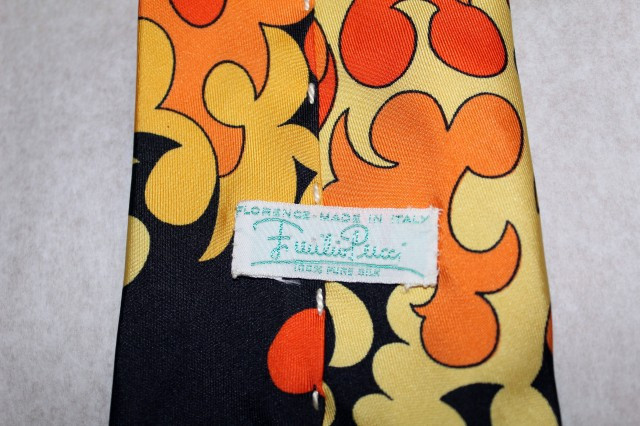 FLORENCE - MADE IN ITALY
Emilio Pucci
100% PURE SILK